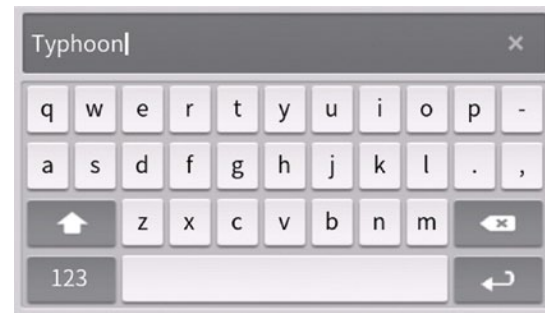 Typhoon
q w e r t y u i o p -
a s d f g h j k l . ,
z x c v b n m
123